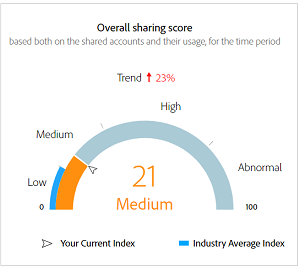 Overall sharing score
based both on the shared accounts and their usage, for the time period
Trend ↑ 23%
High
Medium
Abnormal
Low
21
Medium
0
100
Your Current Index
Industry Average Index